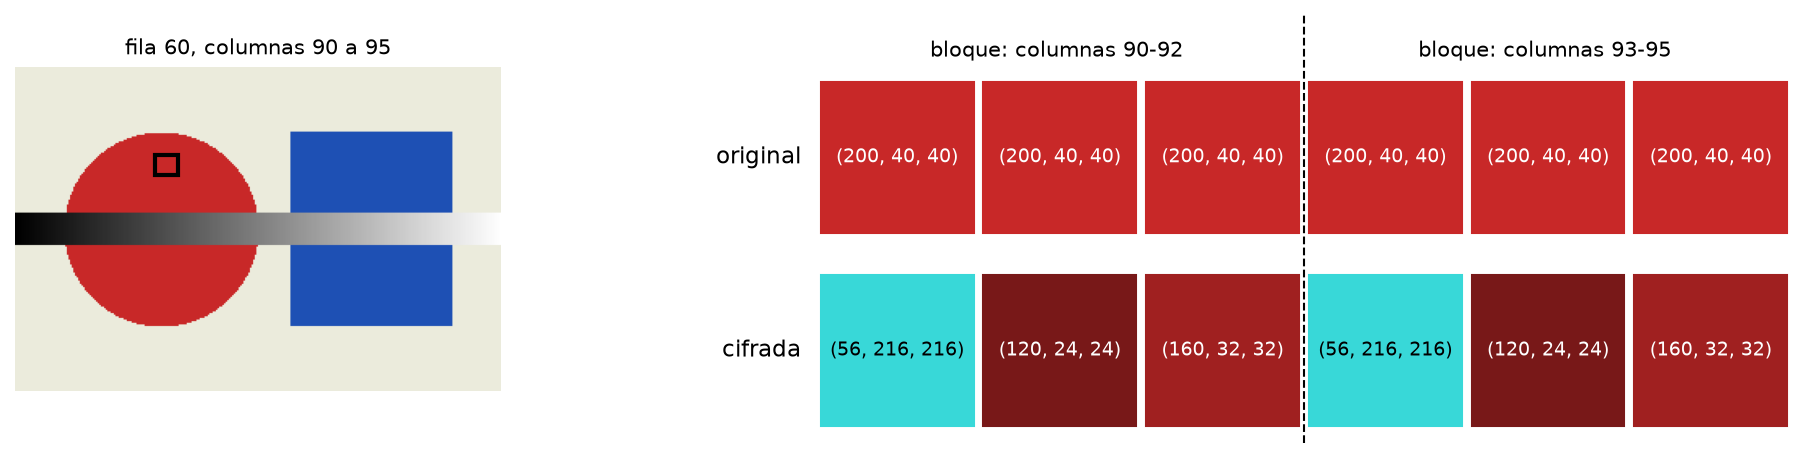 fila 60, columnas 90 a 95
bloque: columnas 90-92
bloque: columnas 93-95
original
(200, 40, 40) (200, 40, 40) (200, 40, 40) (200, 40, 40) (200, 40, 40) (200, 40, 40)
cifrada
(56, 216, 216) (120, 24, 24) (160, 32, 32) (56, 216, 216) (120, 24, 24) (160, 32, 32)